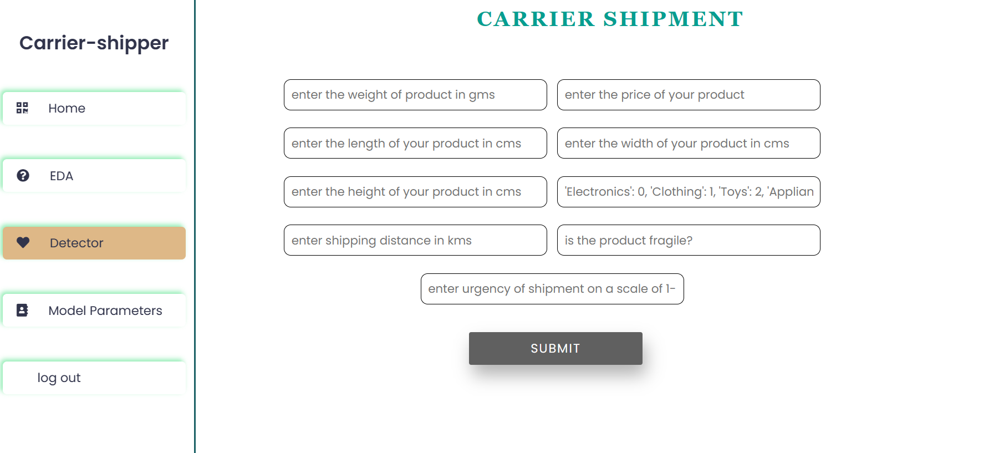 Carrier-shipper
Home
EDA
Detector
Model Parameters
log out
CARRIER SHIPMENT
enter the weight of product in gms
enter the price of your product
enter the length of your product in cms
enter the width of your product in cms
enter the height of your product in cms
'Electronics': 0, 'Clothing': 1, 'Toys': 2, 'Applian
enter shipping distance in kms
is the product fragile?
enter urgency of shipment on a scale of 1-
SUBMIT